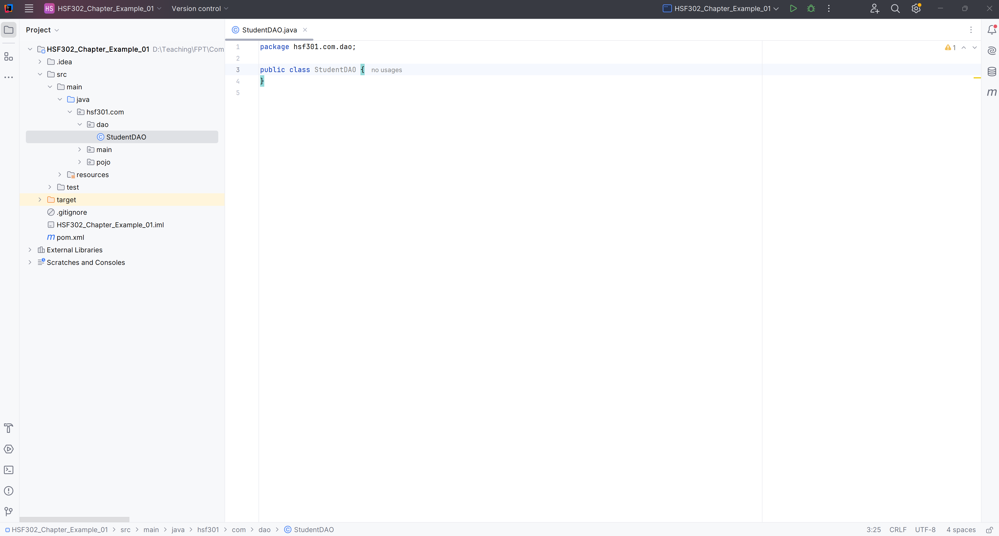 HS HSF302_Chapter_Example_01 Version control HSF302_Chapter_Example_01
Project
StudentDAO.java
HSF302_Chapter_Example_01 D:\Teaching\FPT\Com
.idea
src
main
java
hsf301.com
dao
StudentDAO
main
pojo
resources
test
target
.gitignore
HSF302_Chapter_Example_01.iml
m pom.xml
External Libraries
Scratches and Consoles
1 package hsf301.com.dao;
2
3 public class StudentDAO { no usages
4 }
5
1
m
HSF302_Chapter_Example_01 > src > main > java > hsf301 > com > dao > StudentDAO
3:25 CRLF UTF-8 4 spaces